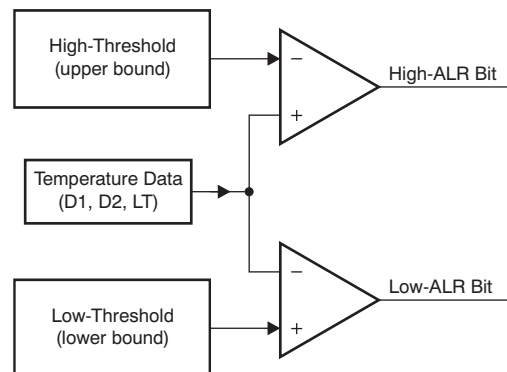 High-Threshold
(upper bound)
−
+
High-ALR Bit
Temperature Data
(D1, D2, LT)
Low-Threshold
(lower bound)
−
+
Low-ALR Bit